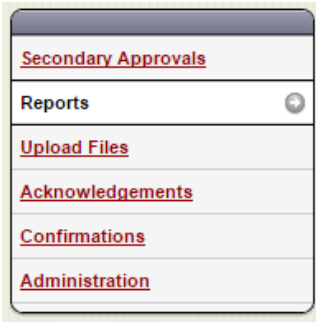 Secondary Approvals
Reports
Upload Files
Acknowledgements
Confirmations
Administration